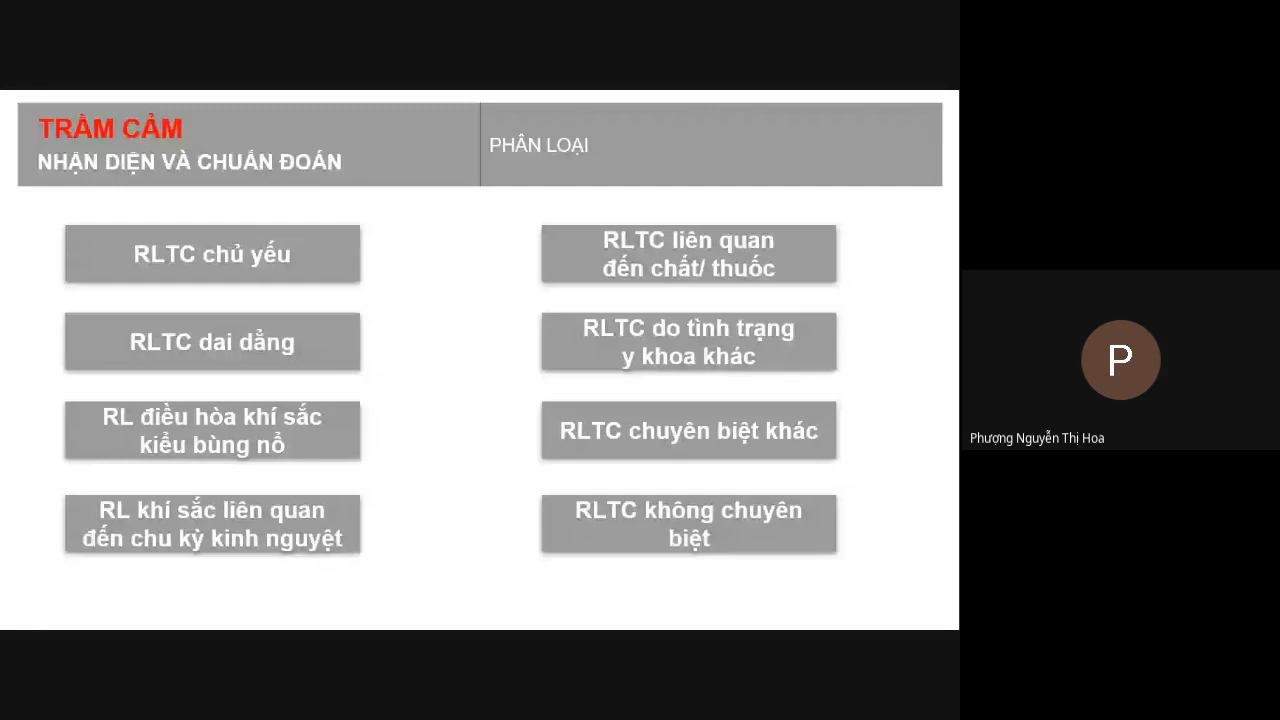 TRẦM CẢM
NHẬN DIỆN VÀ CHUẨN ĐOÁN
PHÂN LOẠI
RLTC chủ yếu
RLTC dai dẳng
RL điều hòa khí sắc
kiểu bùng nổ
RL khí sắc liên quan
đến chu kỳ kinh nguyệt
RLTC liên quan
đến chất/ thuốc
RLTC do tình trạng
y khoa khác
RLTC chuyên biệt khác
RLTC không chuyên
biệt
P
Phượng Nguyễn Thị Hoa